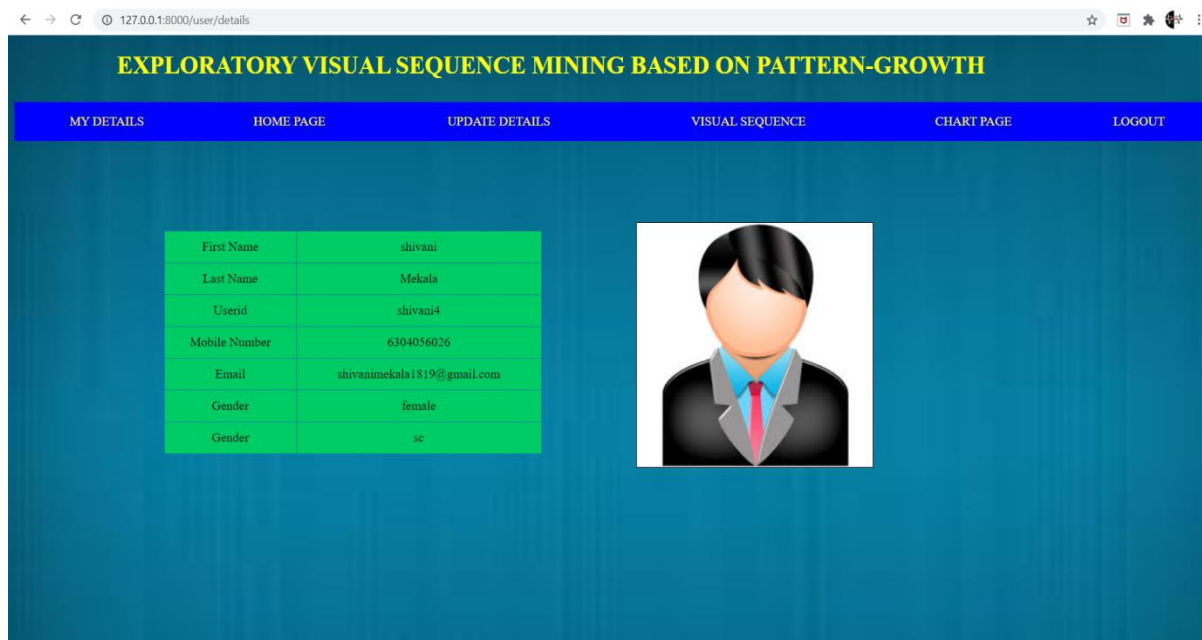 127.0.0.1:8000/user/details
EXPLORATORY VISUAL SEQUENCE MINING BASED ON PATTERN-GROWTH
MY DETAILS HOME PAGE UPDATE DETAILS VISUAL SEQUENCE CHART PAGE LOGOUT
First Name shivani
Last Name Mekala
Userid shivani4
Mobile Number 6304056026
Email shivanimekala1819@gmail.com
Gender female
Gender sc